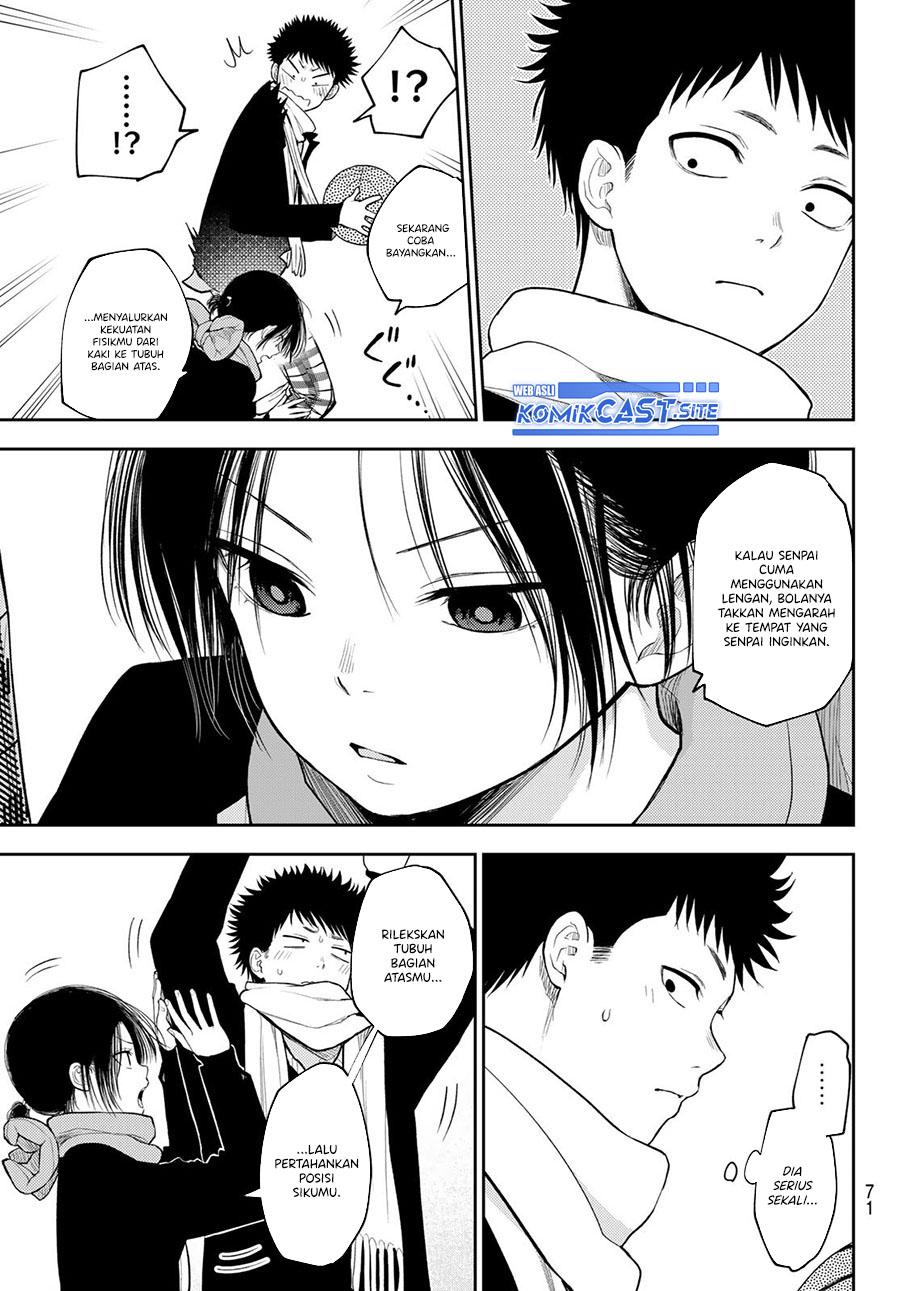 !?
......
!?
SEKARANG
COBA
BAYANGKAN...
...MENYALURKAN
KEKUATAN
FISIKMU DARI
KAKI KE TUBUH
BAGIAN ATAS.
WEB ASLI
KOMIKCAST.SITE
KALAU SENPAI
CUMA
MENGGUNAKAN
LENGAN, BOLANYA
TAKKAN MENGARAH
KE TEMPAT YANG
SENPAI INGINKAN.
......
DIA
SERIUS
SEKALI...
RILEKSKAN
TUBUH
BAGIAN
ATASMU...
...LALU
PERTAHANKAN
POSISI
SIKUMU.
71